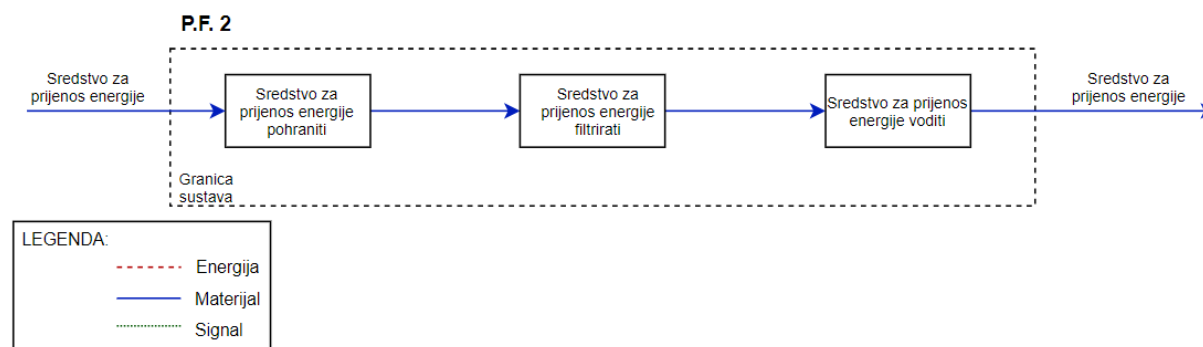 P.F. 2
Sredstvo za
prijenos energije
Sredstvo za
prijenos energije
pohraniti
Sredstvo za
prijenos energije
filtrirati
Sredstvo za prijenos
energije voditi
Sredstvo za
prijenos energije
Granica
sustava
LEGENDA:
Energija
Materijal
Signal